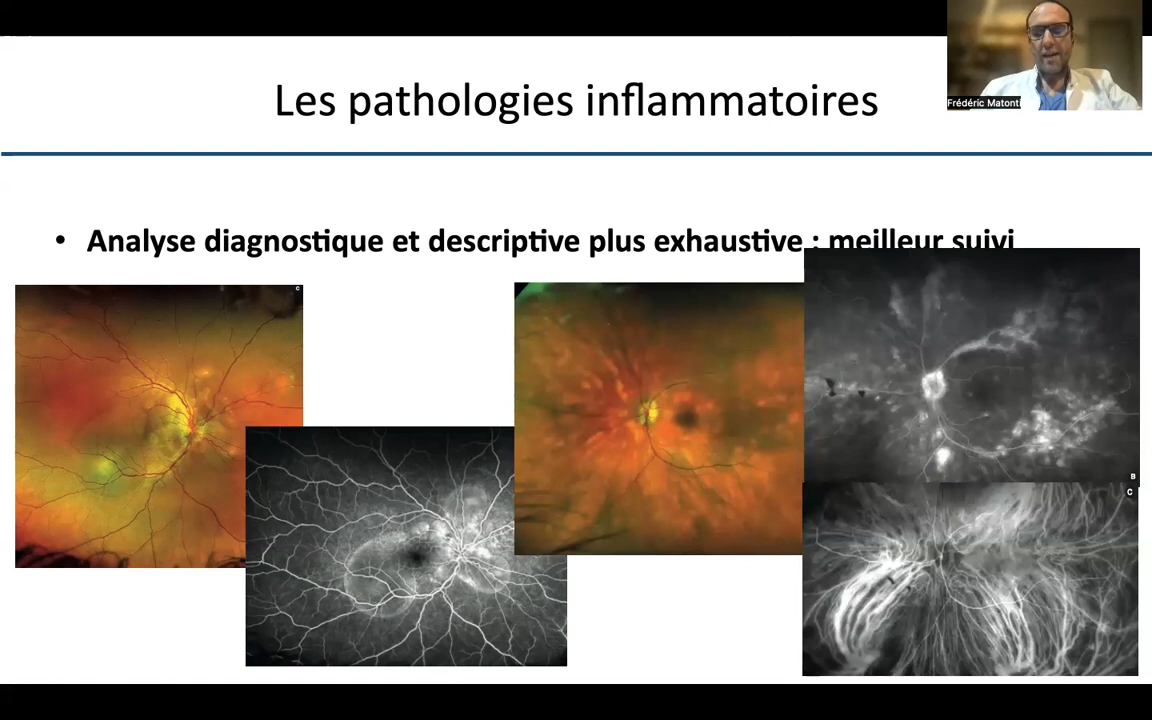 Les pathologies inflammatoires
Frédéric Matonti
• Analyse diagnostique et descriptive plus exhaustive : meilleur suivi
C
B
C